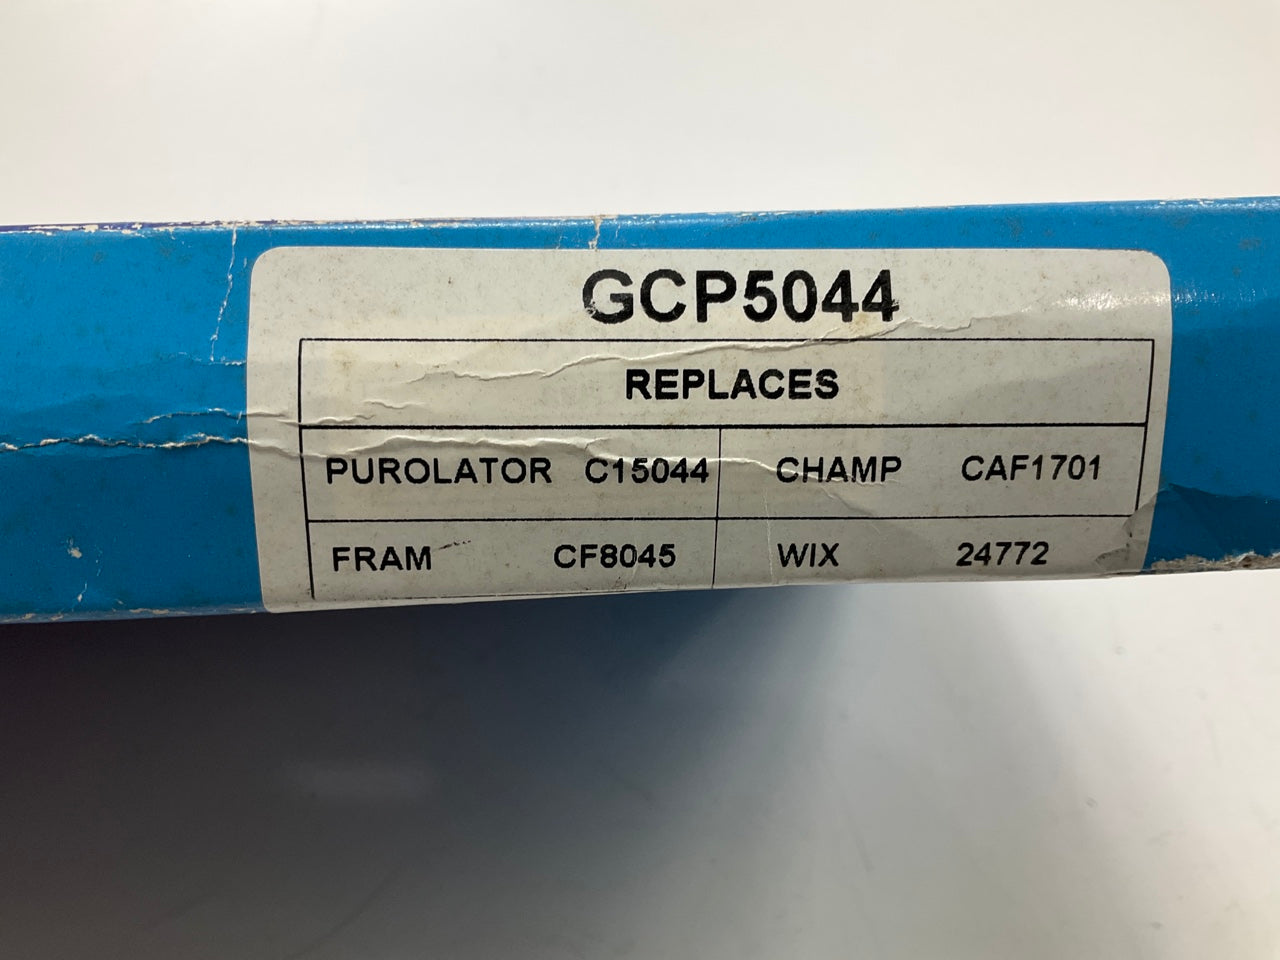 GCP5044
REPLACES
PUROLATOR C15044 CHAMP CAF1701
FRAM CF8045 WIX 24772